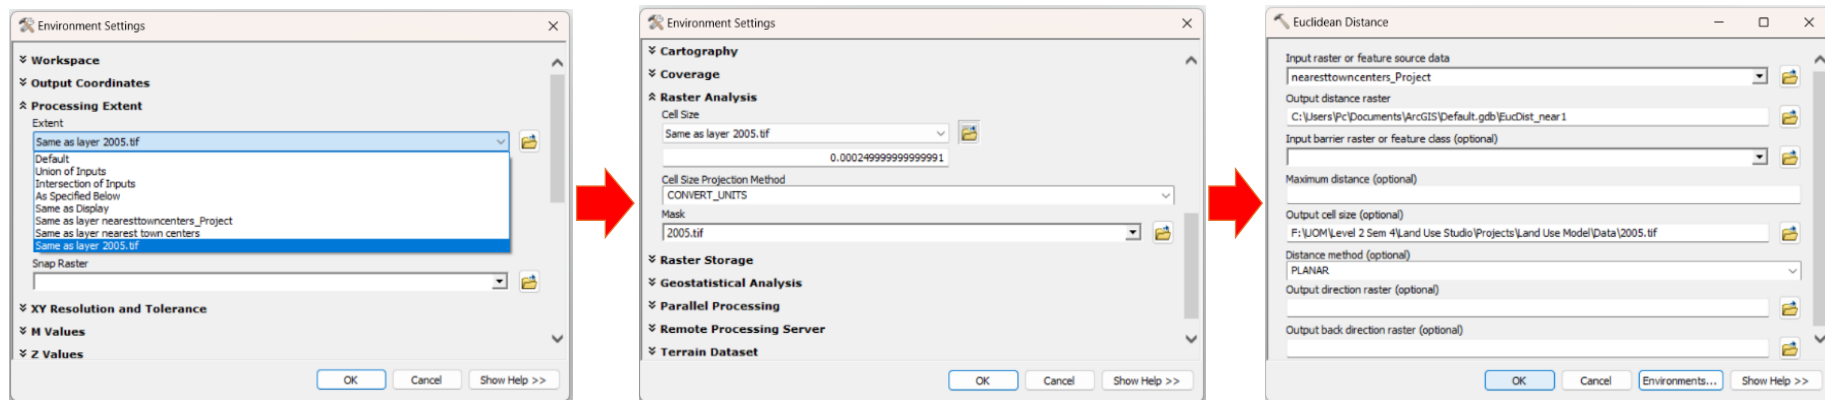 Environment Settings
Workspace
Output Coordinates
Processing Extent
Extent
Same as layer 2005.tif
Default
Union of Inputs
Intersection of Inputs
As Specified Below
Same as Display
Same as layer nearesttowncenters_Project
Same as layer nearest town centers
Same as layer 2005.tif
Snap Raster
XY Resolution and Tolerance
M Values
Z Values
OK Cancel Show Help >>
Environment Settings
Cartography
Coverage
Raster Analysis
Cell Size
Same as layer 2005.tif
0.00024999999999991
Cell Size Projection Method
CONVERT_UNITS
Mask
2005.tif
Raster Storage
Geostatistical Analysis
Parallel Processing
Remote Processing Server
Terrain Dataset
OK Cancel Show Help >>
Euclidean Distance
Input raster or feature source data
nearesttowncenters_Project
Output distance raster
C:\Users\Pc\Documents\ArcGIS\Default.gdb\EucDist_near1
Input barrier raster or feature class (optional)
Maximum distance (optional)
Output cell size (optional)
F:\UOM\Level 2 Sem 4\Land Use Studio\Projects\Land Use Model\Data\2005.tif
Distance method (optional)
PLANAR
Output direction raster (optional)
Output back direction raster (optional)
OK Cancel Environments... Show Help >>